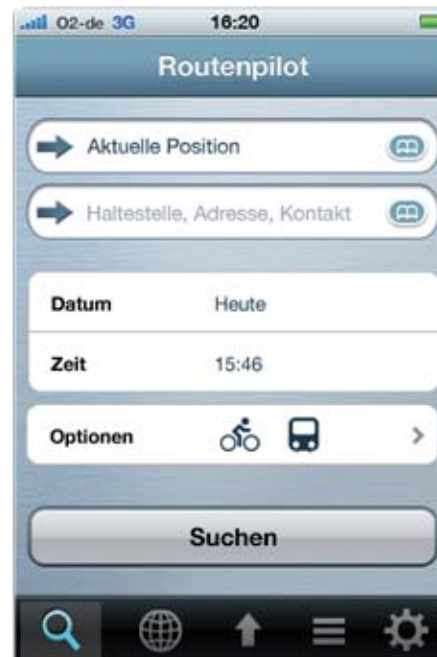 O2-de 3G 16:20
Routenpilot
Aktuelle Position
Haltestelle, Adresse, Kontakt
Datum Heute
Zeit 15:46
Optionen
Suchen